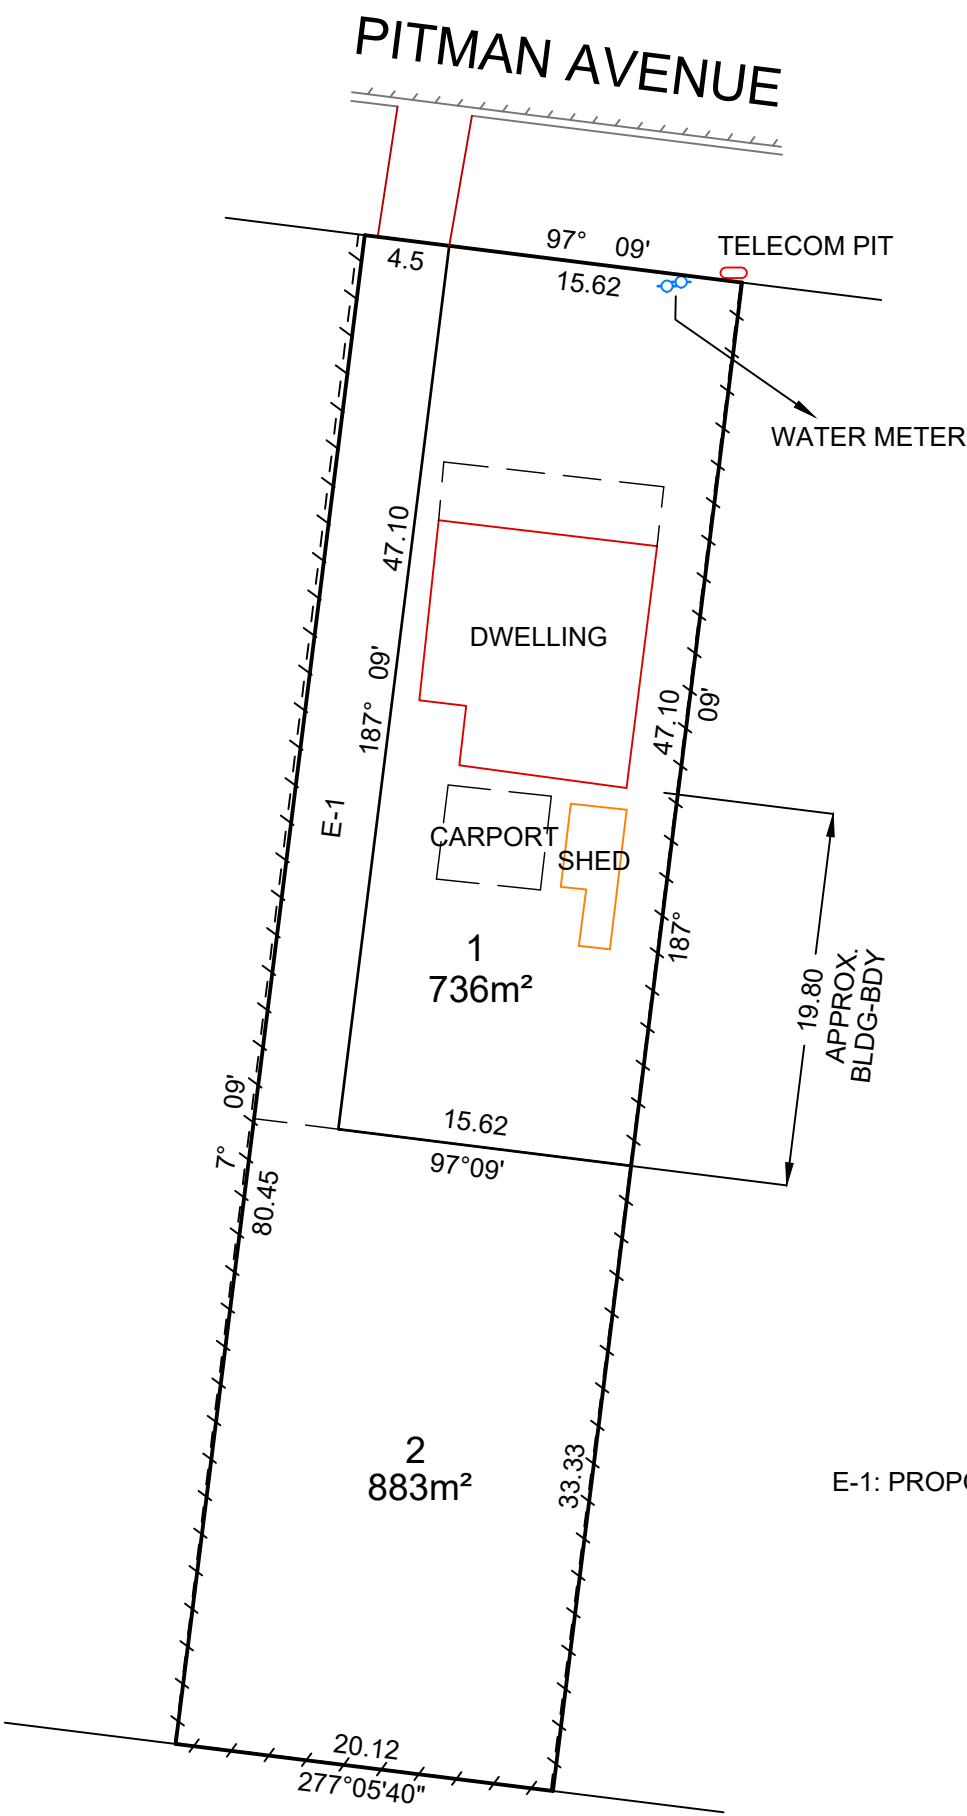 PITMAN AVENUE
97° 09'
TELECOM PIT
4.5
15.62
WATER METER
47.10
DWELLING
187° 09'
47.10
09'
E-1
CARPORT
SHED
187°
1
736m²
19.80
APPROX.
BLDG-BDY
09'
15.62
97°09'
7°
80.45
2
883m²
33.33
E-1: PROP
20.12
277°05'40"